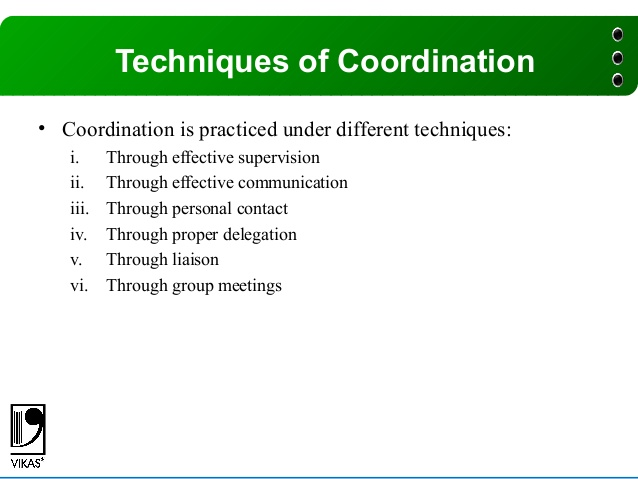 Techniques of Coordination
• Coordination is practiced under different techniques:
i. Through effective supervision
ii. Through effective communication
iii. Through personal contact
iv. Through proper delegation
v. Through liaison
vi. Through group meetings
VIKAS